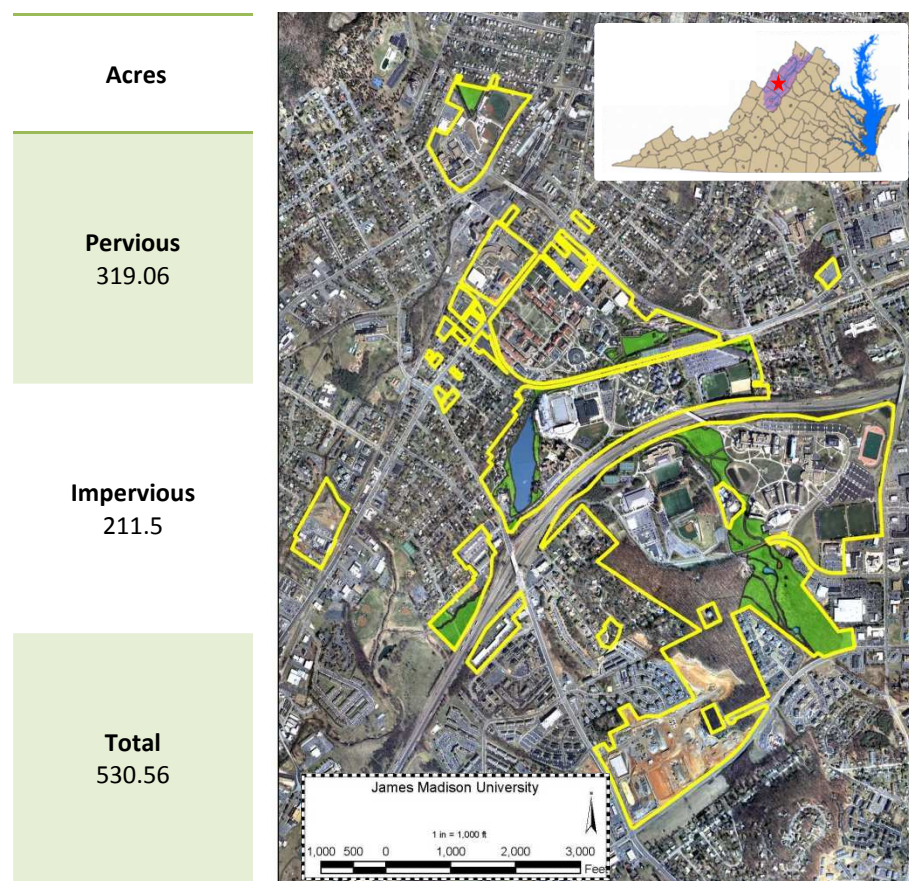 Acres
Pervious
319.06
Impervious
211.5
Total
530.56
James Madison University
1 in = 1,000 ft
1,000 500 0 1,000 2,000 3,000
Feet